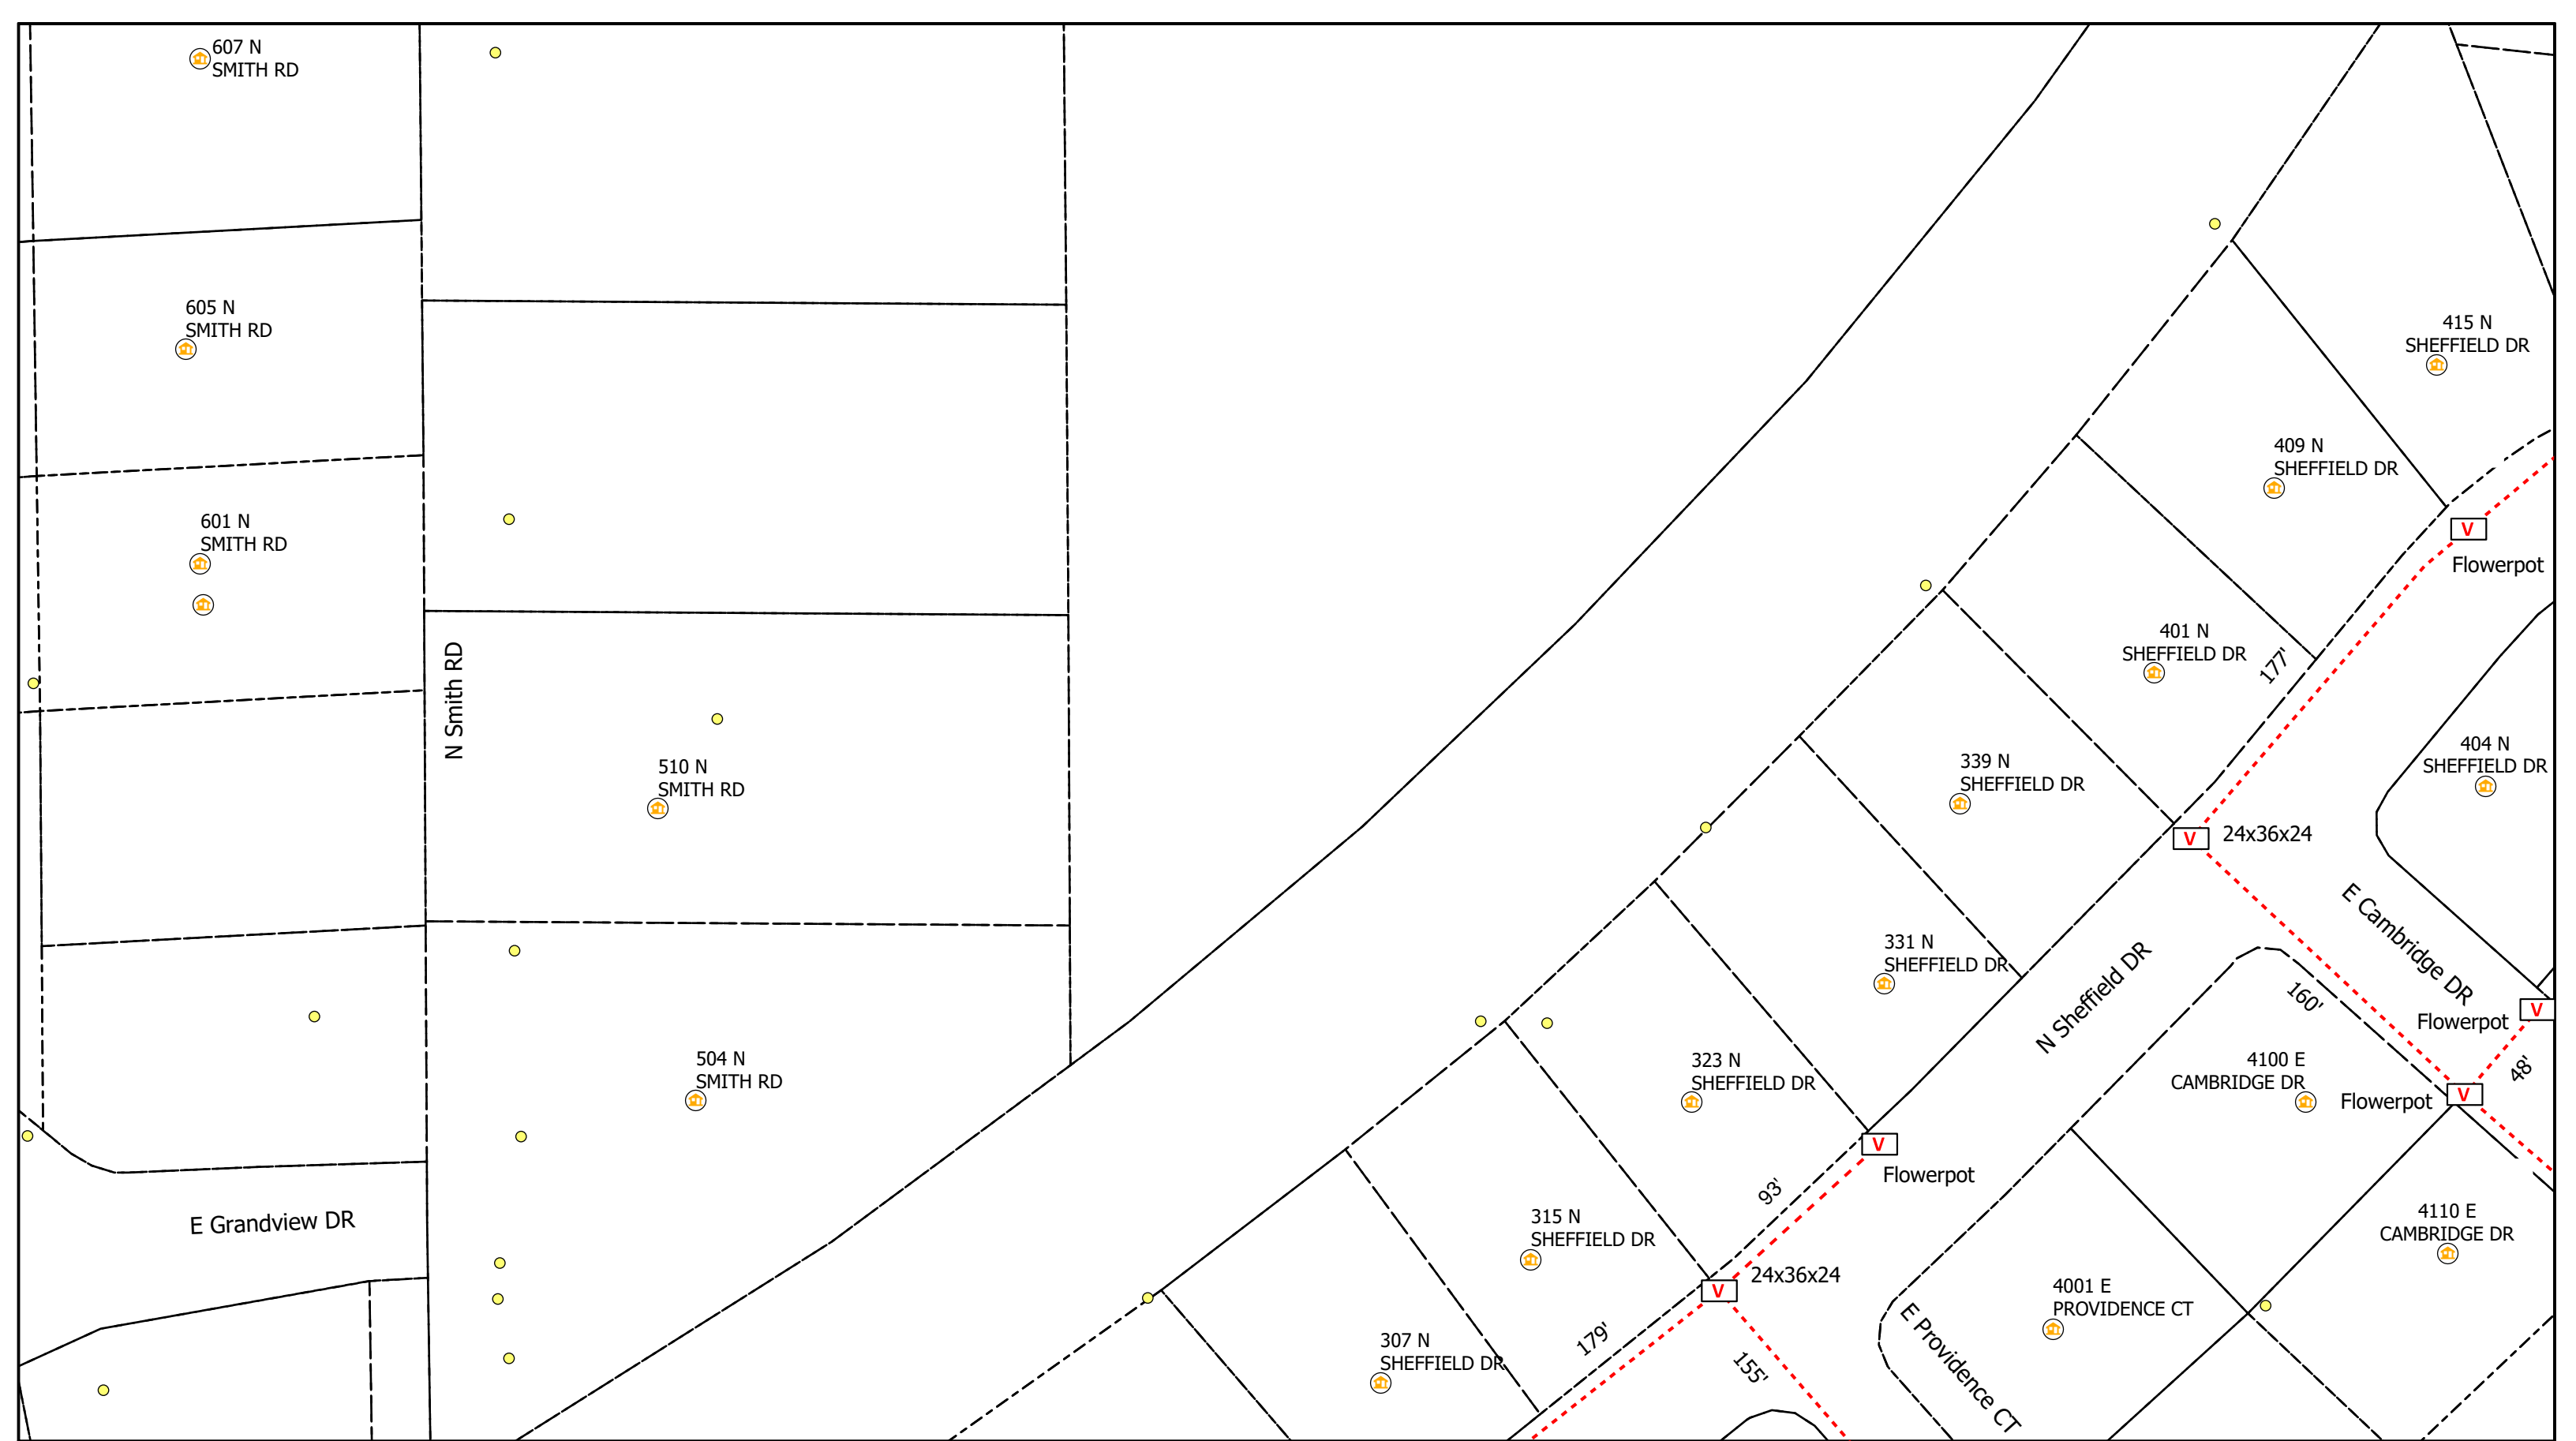 607 N
SMITH RD
605 N
SMITH RD
415 N
SHEFFIELD DR
409 N
SHEFFIELD DR
601 N
SMITH RD
V
Flowerpot
401 N
SHEFFIELD DR
177'
N Smith RD
510 N
SMITH RD
339 N
SHEFFIELD DR
404 N
SHEFFIELD DR
V
24x36x24
331 N
SHEFFIELD DR
N Sheffield DR
E Cambridge DR
160'
V
Flowerpot
48'
504 N
SMITH RD
323 N
SHEFFIELD DR
4100 E
CAMBRIDGE DR
V
Flowerpot
V
Flowerpot
93'
E Grandview DR
315 N
SHEFFIELD DR
4110 E
CAMBRIDGE DR
V
24x36x24
4001 E
PROVIDENCE CT
307 N
SHEFFIELD DR
179'
155'
E Providence CT